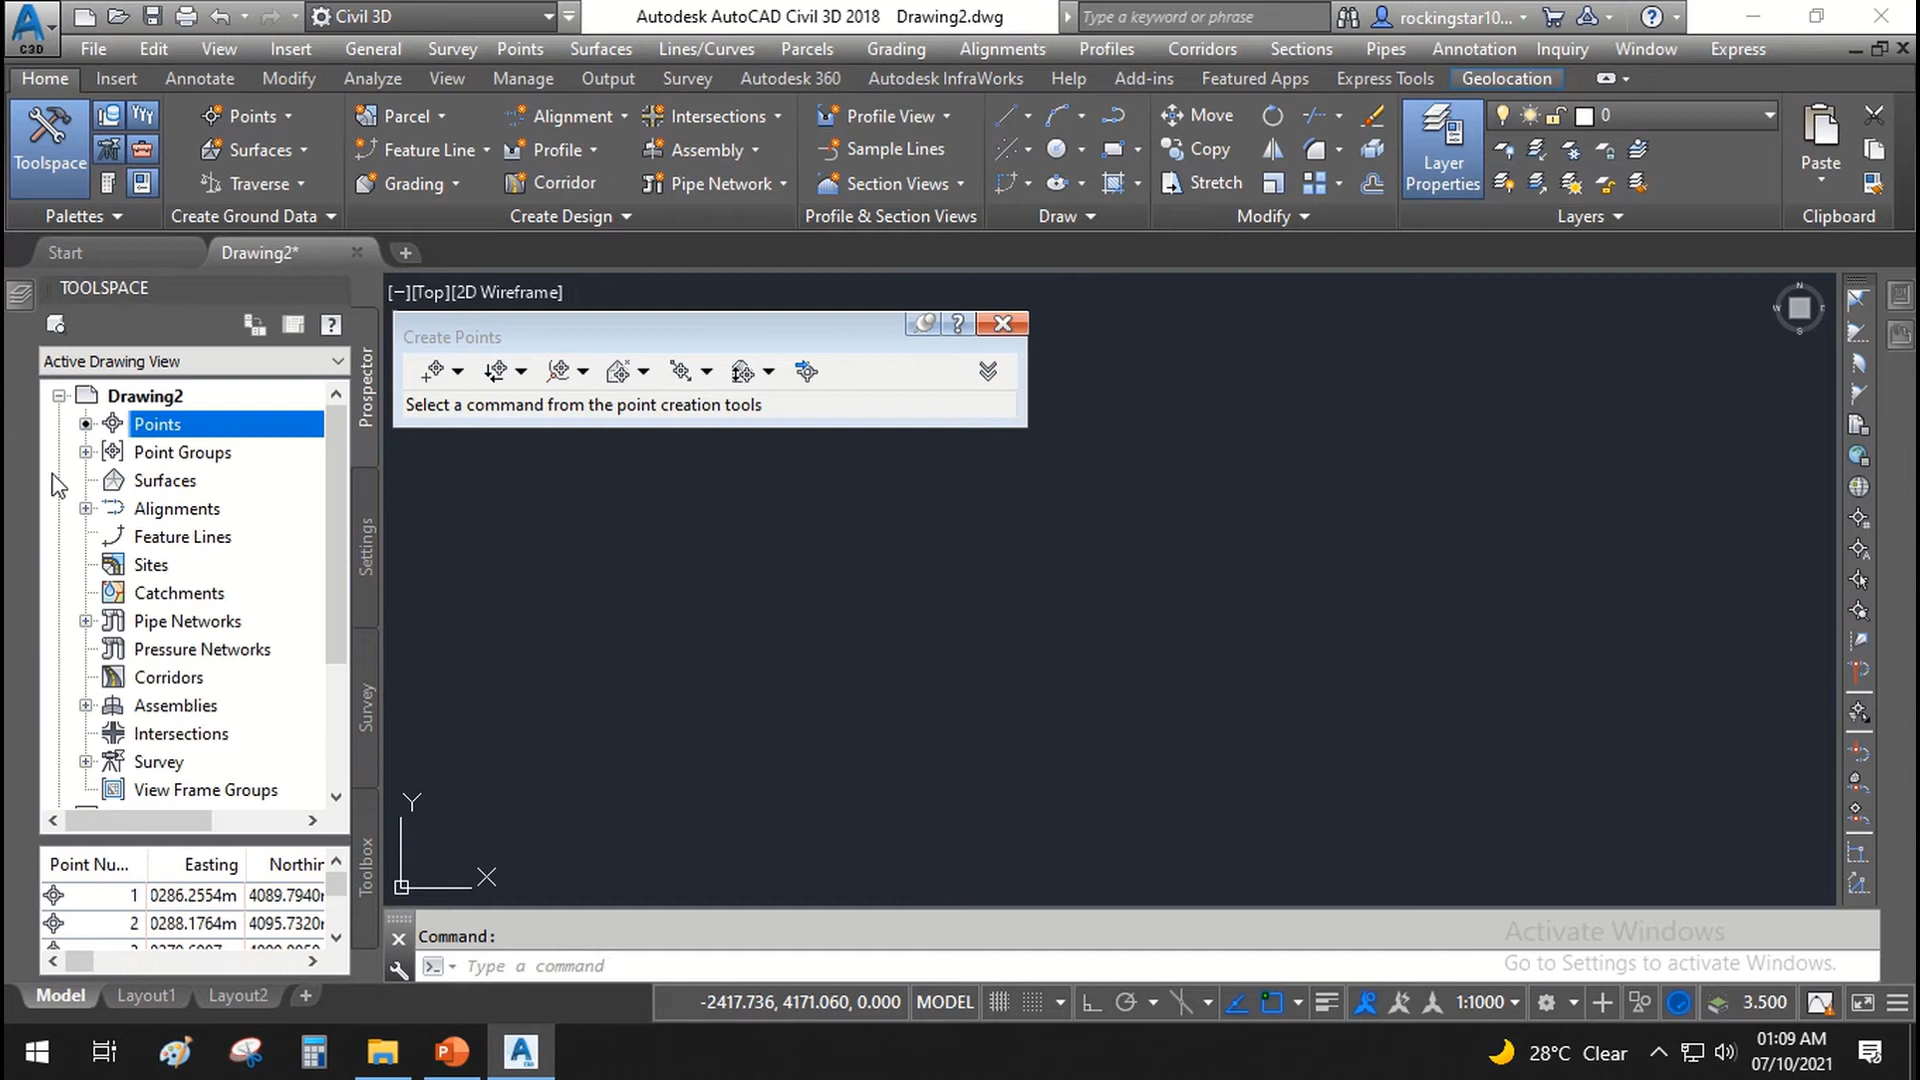 Civil 3D
Autodesk AutoCAD Civil 3D 2018 Drawing2.dwg
Type a keyword or phrase
rockingstar10...
C3D
File Edit View Insert General Survey Points Surfaces Lines/Curves Parcels Grading Alignments Profiles Corridors Sections Pipes Annotation Inquiry Window Express
Home Insert Annotate Modify Analyze View Manage Output Survey Autodesk 360 Autodesk InfraWorks Help Add-ins Featured Apps Express Tools Geolocation
Points Parcel Alignment Intersections Profile View Move 0
Toolspace Surfaces Feature Line Profile Assembly Sample Lines Copy Layer Properties Paste
Traverse Grading Corridor Pipe Network Section Views Stretch
Palettes Create Ground Data Create Design Profile & Section Views Draw Modify Layers Clipboard
Start Drawing2*
TOOLSPACE
[−][Top][2D Wireframe]
N
W
S
Create Points
Select a command from the point creation tools
Active Drawing View
Prospector
Settings
Survey
Toolbox
Drawing2
Points
Point Groups
Surfaces
Alignments
Feature Lines
Sites
Catchments
Pipe Networks
Pressure Networks
Corridors
Assemblies
Intersections
Survey
View Frame Groups
Y
X
Point Nu... Easting Northin
1 0286.2554m 4089.7940
2 0288.1764m 4095.7320
Command:
Type a command
Activate Windows
Go to Settings to activate Windows.
Model Layout1 Layout2
-2417.736, 4171.060, 0.000 MODEL 1:1000 3.500
28°C Clear
01:09 AM
07/10/2021